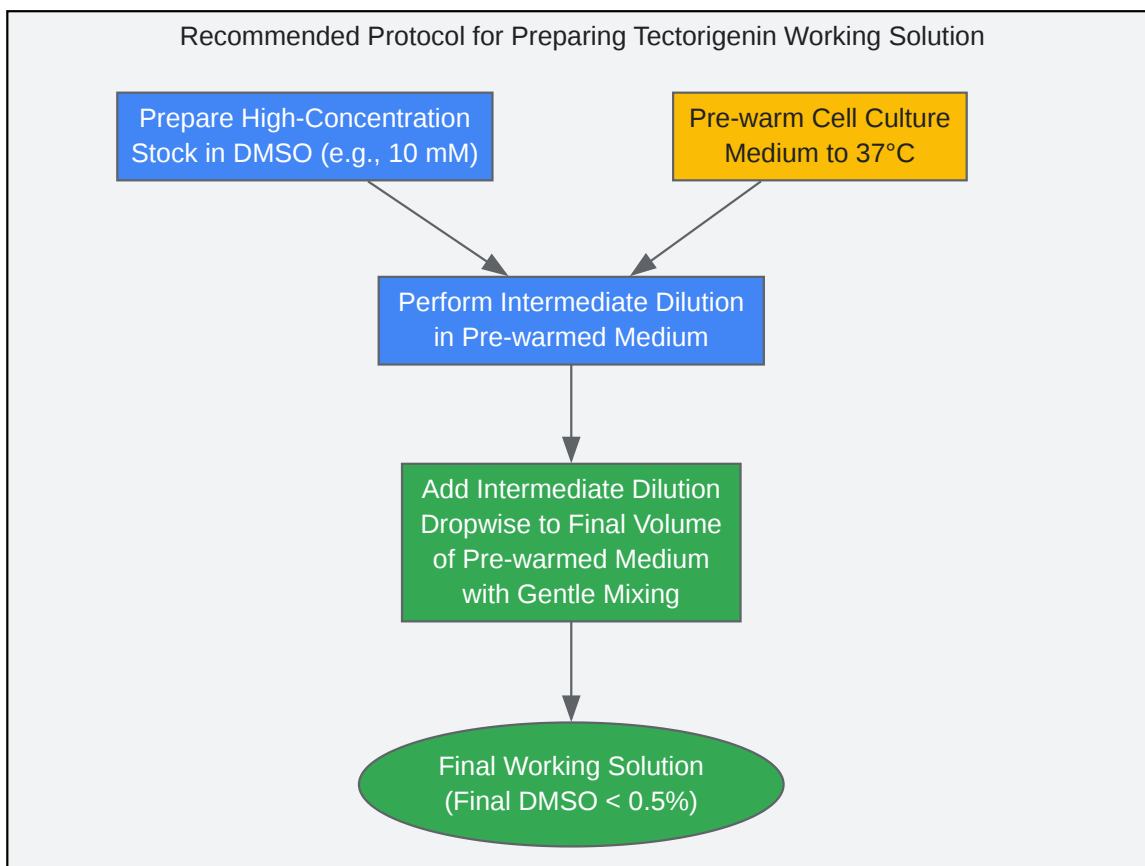 Recommended Protocol for Preparing Tectorigenin Working Solution
Prepare High-Concentration
Stock in DMSO (e.g., 10 mM)
Pre-warm Cell Culture
Medium to 37°C
Perform Intermediate Dilution
in Pre-warmed Medium
Add Intermediate Dilution
Dropwise to Final Volume
of Pre-warmed Medium
with Gentle Mixing
Final Working Solution
(Final DMSO < 0.5%)